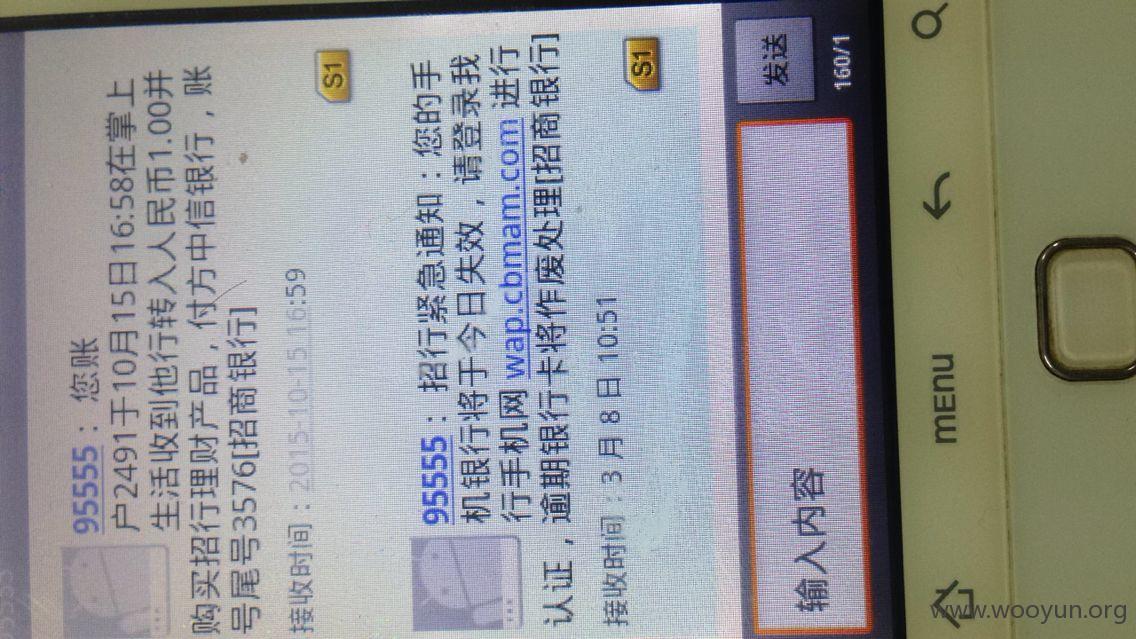 95555：您账
户2491于10月15日16:58在掌上
生活收到他行转入人民币1.00并
购买招行理财产品，付方中信银行，账
号尾号3576[招商银行]
接收时间：2015-10-15 16:59
S1
95555：招行紧急通知：您的手
机银行将于今日失效，请登录我
行手机网 wap.cbmam.com 进行
认证，逾期银行卡将作废处理[招商银行]
接收时间：3月8日 10:51
S1
输入内容
发送
160/1
menu
www.wooyun.org